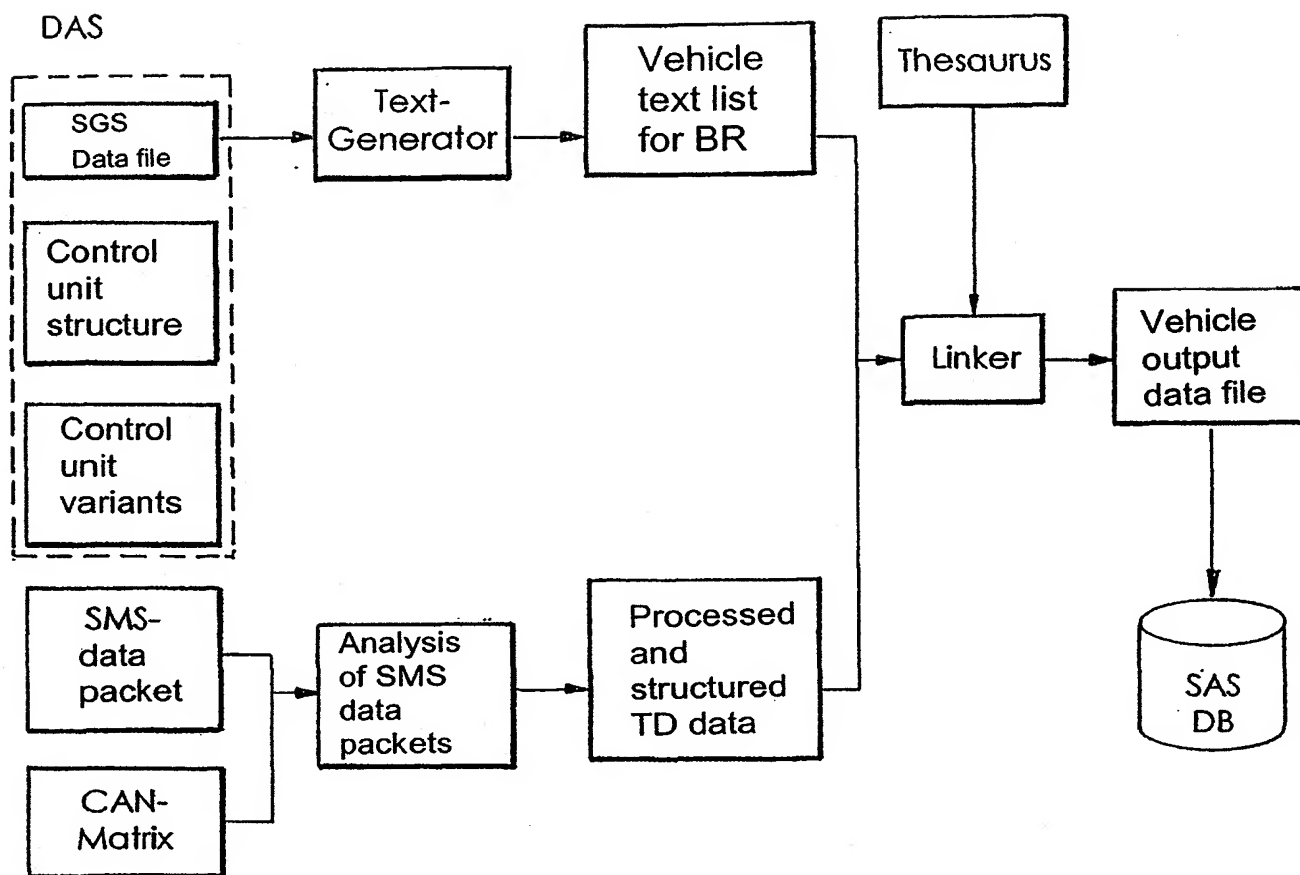 DAS
SGS
Data file
Text-
Generator
Vehicle
text list
for BR
Thesaurus
Control
unit
structure
Control
unit
variants
Linker
Vehicle
output
data file
SMS-
data
packet
Analysis
of SMS
data
packets
Processed
and
structured
TD data
SAS
DB
CAN-
Matrix